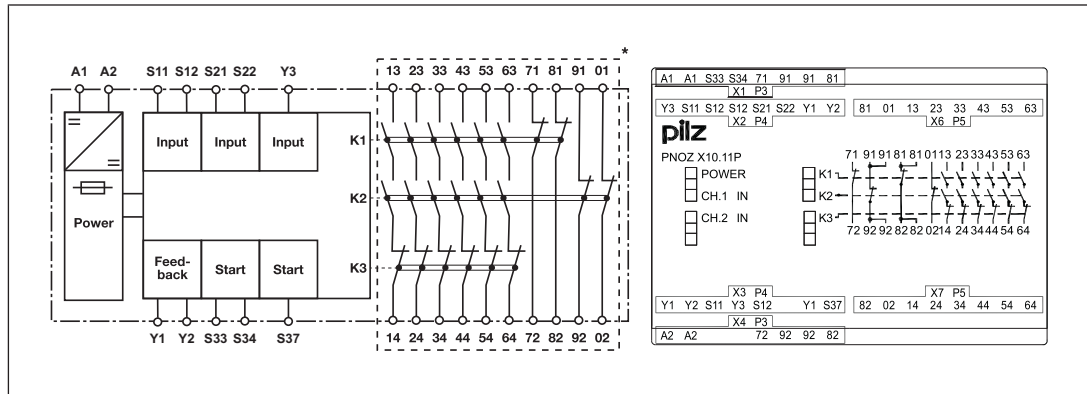 *
A1 A2 S11 S12 S21 S22 Y3 13 23 33 43 53 63 71 81 91 01
Input Input Input
K1
K2
Power
Feed-
back
Start Start
K3
Y1 Y2 S33 S34 S37 14 24 34 44 54 64 72 82 92 02
A1 A1 S33 S34 71 91 91 81
X1 P3
Y3 S11 S12 S12 S21 S22 Y1 Y2 81 01 13 23 33 43 53 63
X2 P4 X6 P5
pilz
PNOZ X10.11P
POWER
CH.1 IN
CH.2 IN
71 91 91 81 81 01 13 23 33 43 53 63
K1
K2
K3
72 92 92 82 82 02 14 24 34 44 54 64
X3 P4 X7 P5
Y1 Y2 S11 Y3 S12 Y1 S37 82 02 14 24 34 44 54 64
X4 P3
A2 A2 72 92 92 82